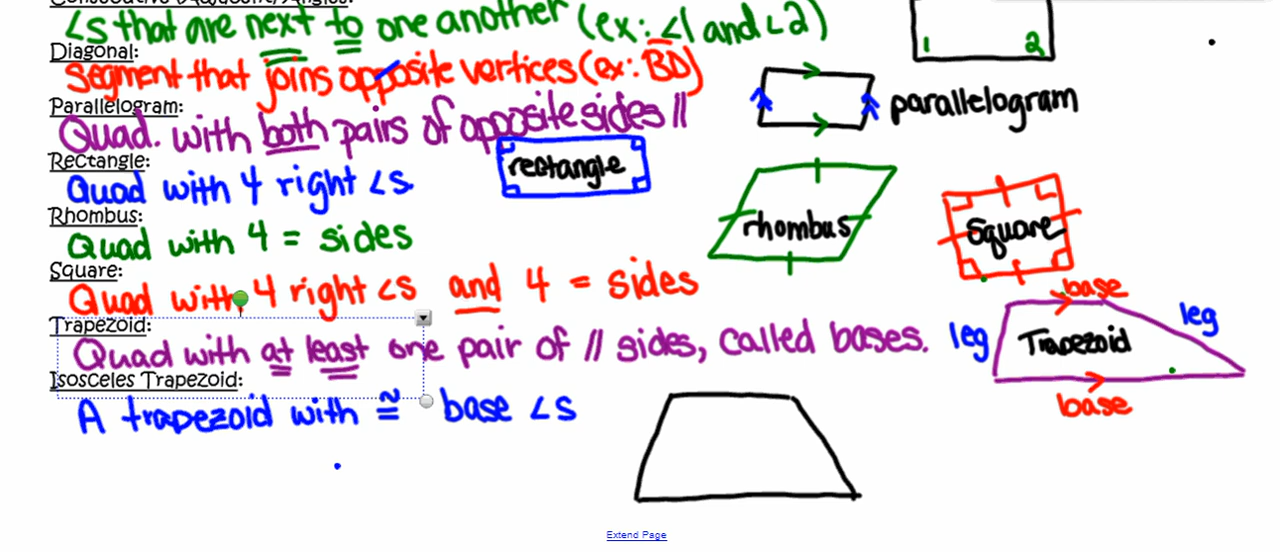 ∠s that are next to one another (ex: ∠1 and ∠2)
1 2
Diagonal:
Segment that joins opposite vertices (ex: BD)
Parallelogram:
Quad. with both pairs of opposite sides //
parallelogram
Rectangle:
Quad with 4 right ∠s.
rectangle
Rhombus:
Quad with 4 = sides
rhombus
Square
Square:
Quad with 4 right ∠s and 4 = sides
Trapezoid:
Quad with at least one pair of // sides, called bases.
base
leg
Trapezoid
leg
base
Isosceles Trapezoid:
A trapezoid with ≅ base ∠s
Extend Page